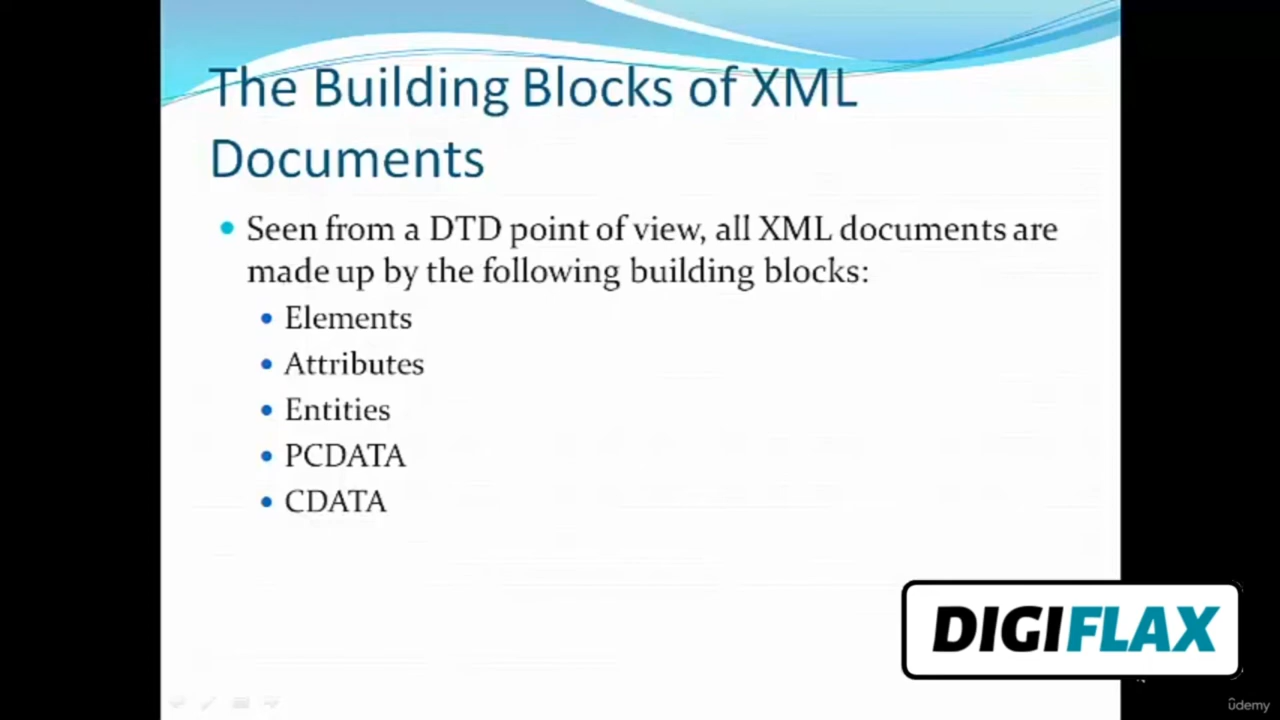 The Building Blocks of XML
Documents
• Seen from a DTD point of view, all XML documents are
made up by the following building blocks:
• Elements
• Attributes
• Entities
• PCDATA
• CDATA
DIGIFLAX
ûdemy